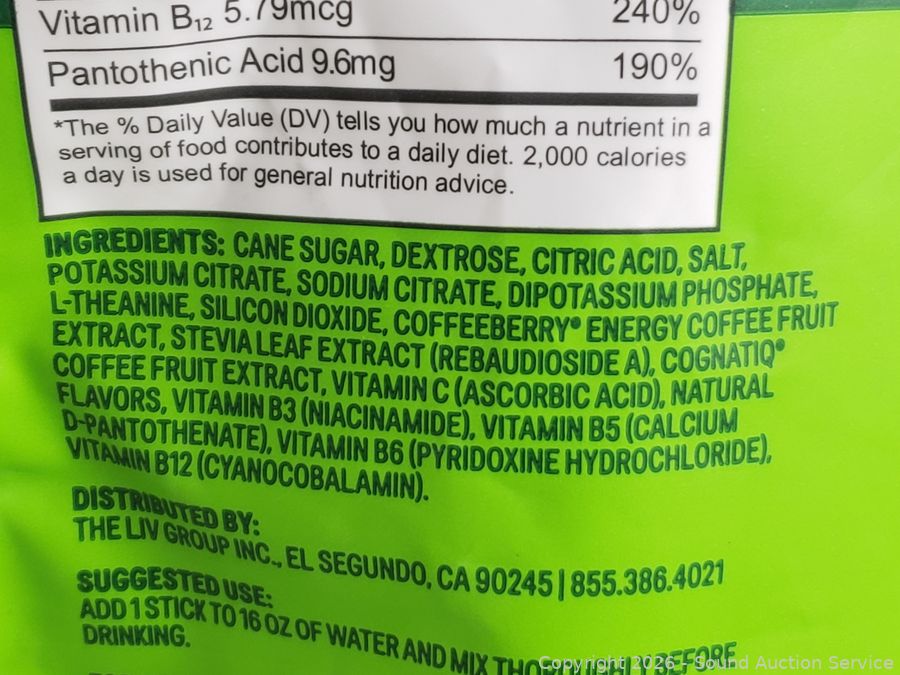 Vitamin B12 5.79mcg 240%
Pantothenic Acid 9.6mg 190%
*The % Daily Value (DV) tells you how much a nutrient in a
serving of food contributes to a daily diet. 2,000 calories
a day is used for general nutrition advice.
INGREDIENTS: CANE SUGAR, DEXTROSE, CITRIC ACID, SALT,
POTASSIUM CITRATE, SODIUM CITRATE, DIPOTASSIUM PHOSPHATE,
L-THEANINE, SILICON DIOXIDE, COFFEEBERRY® ENERGY COFFEE FRUIT
EXTRACT, STEVIA LEAF EXTRACT (REBAUDIOSIDE A), COGNATIQ®
COFFEE FRUIT EXTRACT, VITAMIN C (ASCORBIC ACID), NATURAL
FLAVORS, VITAMIN B3 (NIACINAMIDE), VITAMIN B5 (CALCIUM
D-PANTOTHENATE), VITAMIN B6 (PYRIDOXINE HYDROCHLORIDE),
VITAMIN B12 (CYANOCOBALAMIN).
DISTRIBUTED BY:
THE LIV GROUP INC., EL SEGUNDO, CA 90245 | 855.386.4021
SUGGESTED USE:
ADD 1 STICK TO 16 OZ OF WATER AND MIX THOROUGHLY BEFORE
DRINKING.
Copyright 2026 - Sound Auction Service